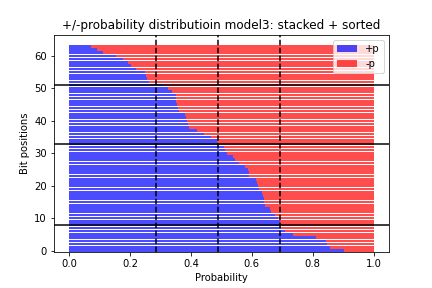 +/-probability distributioin model3: stacked + sorted
+p
-p
60
50
40
30
20
10
0
Bit positions
0.0 0.2 0.4 0.6 0.8 1.0
Probability